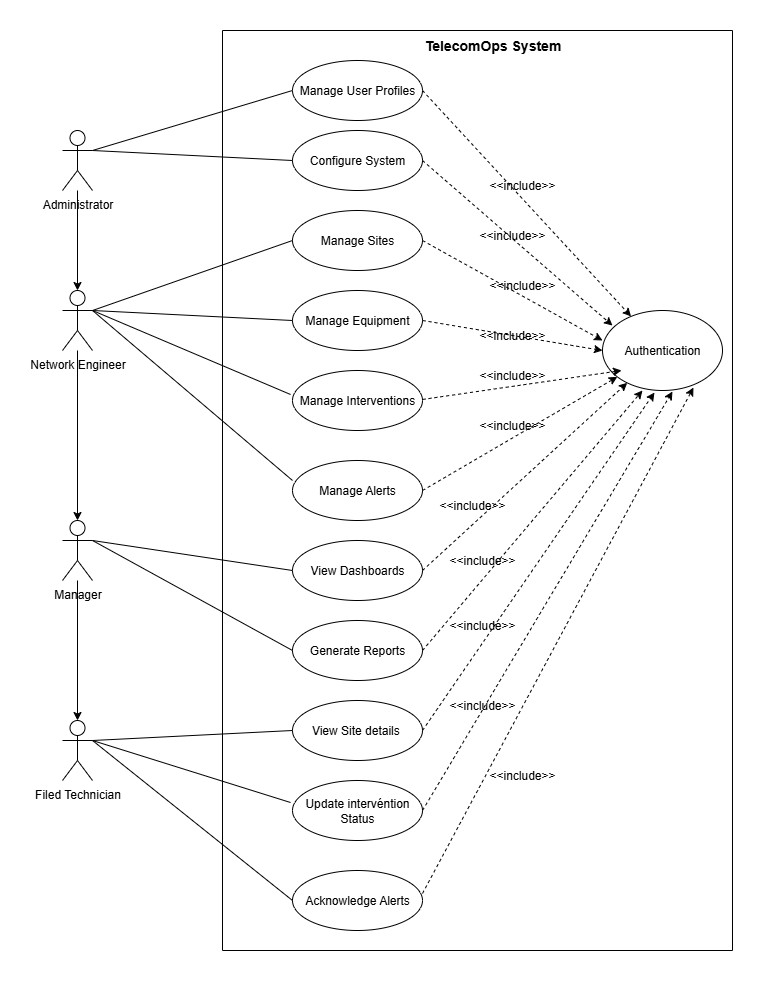 TelecomOps System
Manage User Profiles
Configure System
<<include>>
Administrator
<<include>>
Manage Sites
<<include>>
Manage Equipment
<<include>>
Authentication
Network Engineer
<<include>>
Manage Interventions
<<include>>
Manage Alerts
<<include>>
View Dashboards
<<include>>
Manager
<<include>>
Generate Reports
<<include>>
View Site details
<<include>>
Filed Technician
Update intervéntion
Status
Acknowledge Alerts